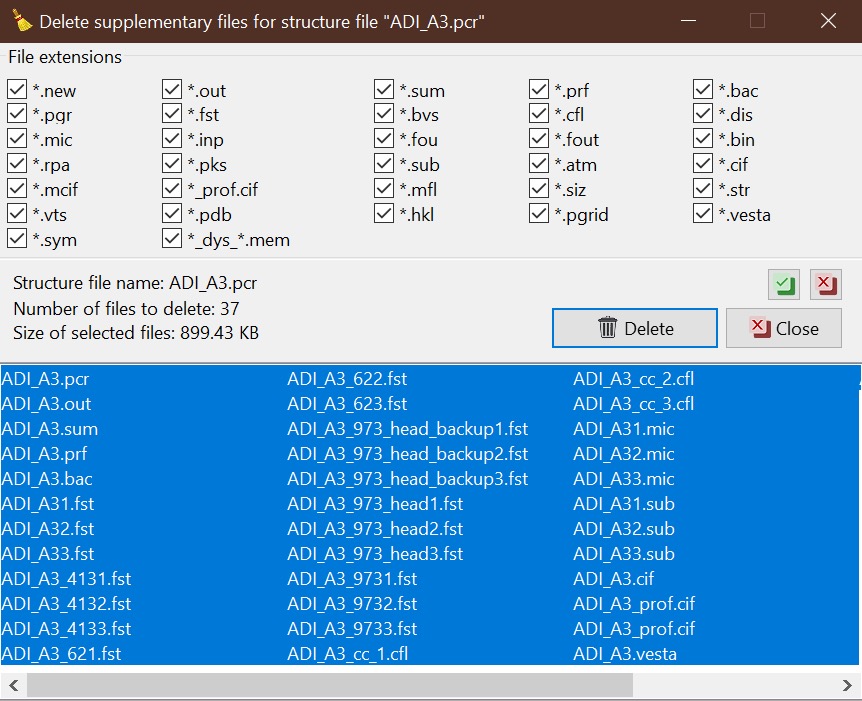 Delete supplementary files for structure file "ADI_A3.pcr"
File extensions
*.new *.out *.sum *.prf *.bac
*.pgr *.fst *.bvs *.cfl *.dis
*.mic *.inp *.fou *.fout *.bin
*.rpa *.pks *.sub *.atm *.cif
*.mcif *_prof.cif *.mfl *.siz *.str
*.vts *.pdb *.hkl *.pgrid *.vesta
*.sym *_dys_*.mem
Structure file name: ADI_A3.pcr
Number of files to delete: 37
Size of selected files: 899.43 KB
Delete Close
ADI_A3.pcr ADI_A3_622.fst ADI_A3_cc_2.cfl
ADI_A3.out ADI_A3_623.fst ADI_A3_cc_3.cfl
ADI_A3.sum ADI_A3_973_head_backup1.fst ADI_A31.mic
ADI_A3.prf ADI_A3_973_head_backup2.fst ADI_A32.mic
ADI_A3.bac ADI_A3_973_head_backup3.fst ADI_A33.mic
ADI_A31.fst ADI_A3_973_head1.fst ADI_A31.sub
ADI_A32.fst ADI_A3_973_head2.fst ADI_A32.sub
ADI_A33.fst ADI_A3_973_head3.fst ADI_A33.sub
ADI_A3_4131.fst ADI_A3_9731.fst ADI_A3.cif
ADI_A3_4132.fst ADI_A3_9732.fst ADI_A3_prof.cif
ADI_A3_4133.fst ADI_A3_9733.fst ADI_A3_prof.cif
ADI_A3_621.fst ADI_A3_cc_1.cfl ADI_A3.vesta